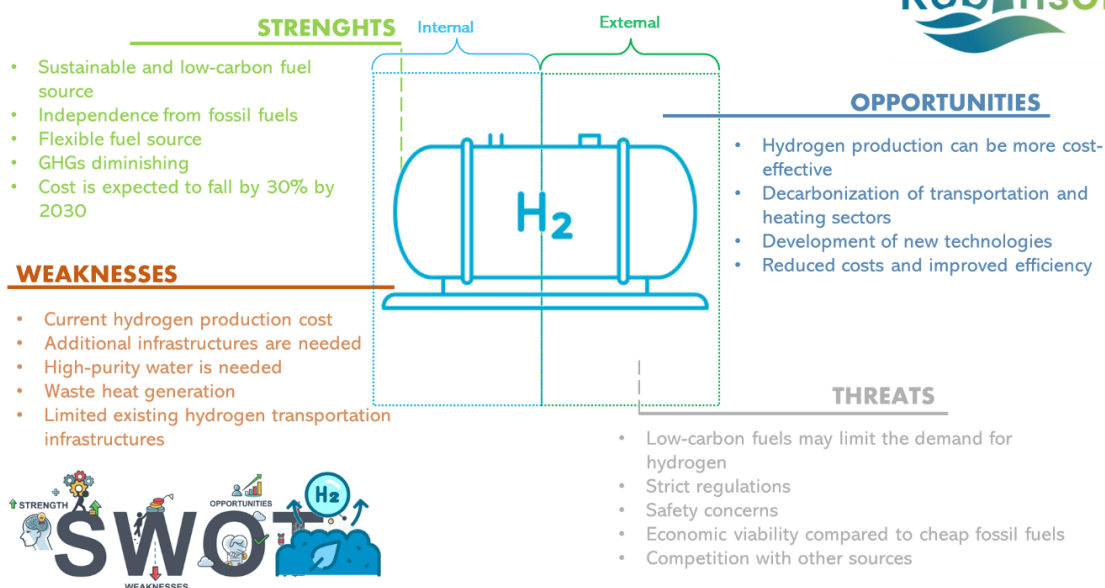 STRENGHTS
• Sustainable and low-carbon fuel
source
• Independence from fossil fuels
• Flexible fuel source
• GHGs diminishing
• Cost is expected to fall by 30% by
2030
Internal
External
OPPORTUNITIES
• Hydrogen production can be more cost-
effective
• Decarbonization of transportation and
heating sectors
• Development of new technologies
• Reduced costs and improved efficiency
H₂
WEAKNESSES
• Current hydrogen production cost
• Additional infrastructures are needed
• High-purity water is needed
• Waste heat generation
• Limited existing hydrogen transportation
infrastructures
THREATS
• Low-carbon fuels may limit the demand for
hydrogen
• Strict regulations
• Safety concerns
• Economic viability compared to cheap fossil fuels
• Competition with other sources
STRENGTH
OPPORTUNITIES
H₂
SWOT
WEAKNESSES